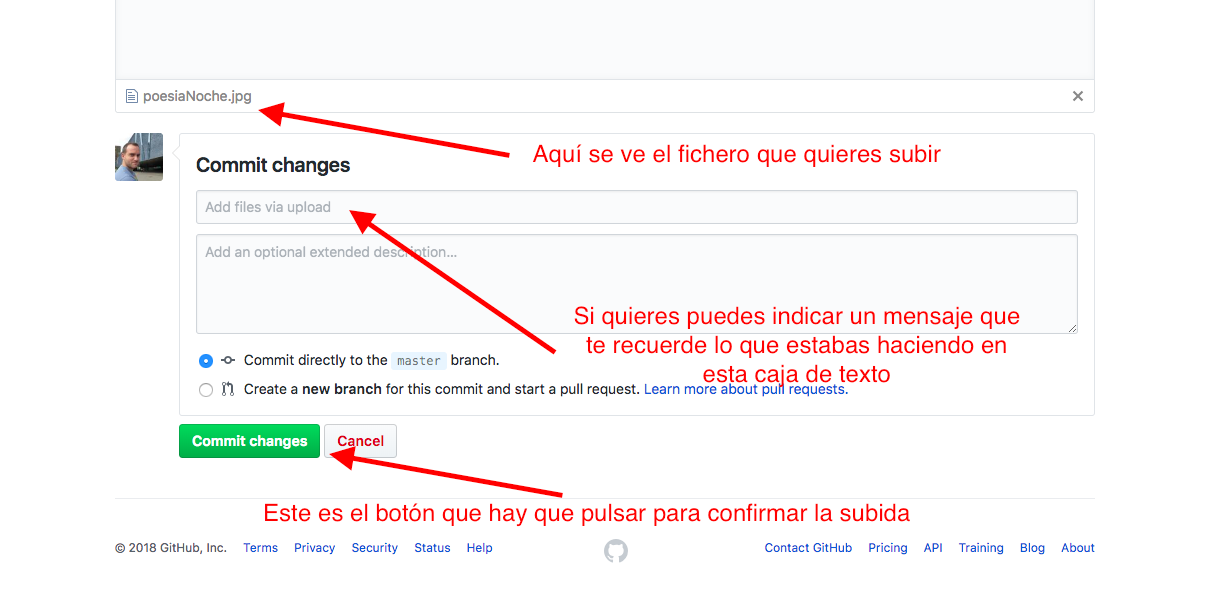 poesiaNoche.jpg
Aquí se ve el fichero que quieres subir
Commit changes
Add files via upload
Add an optional extended description…
Si quieres puedes indicar un mensaje que
te recuerde lo que estabas haciendo en
esta caja de texto
Commit directly to the master branch.
Create a new branch for this commit and start a pull request. Learn more about pull requests.
Commit changes Cancel
Este es el botón que hay que pulsar para confirmar la subida
© 2018 GitHub, Inc. Terms Privacy Security Status Help Contact GitHub Pricing API Training Blog About